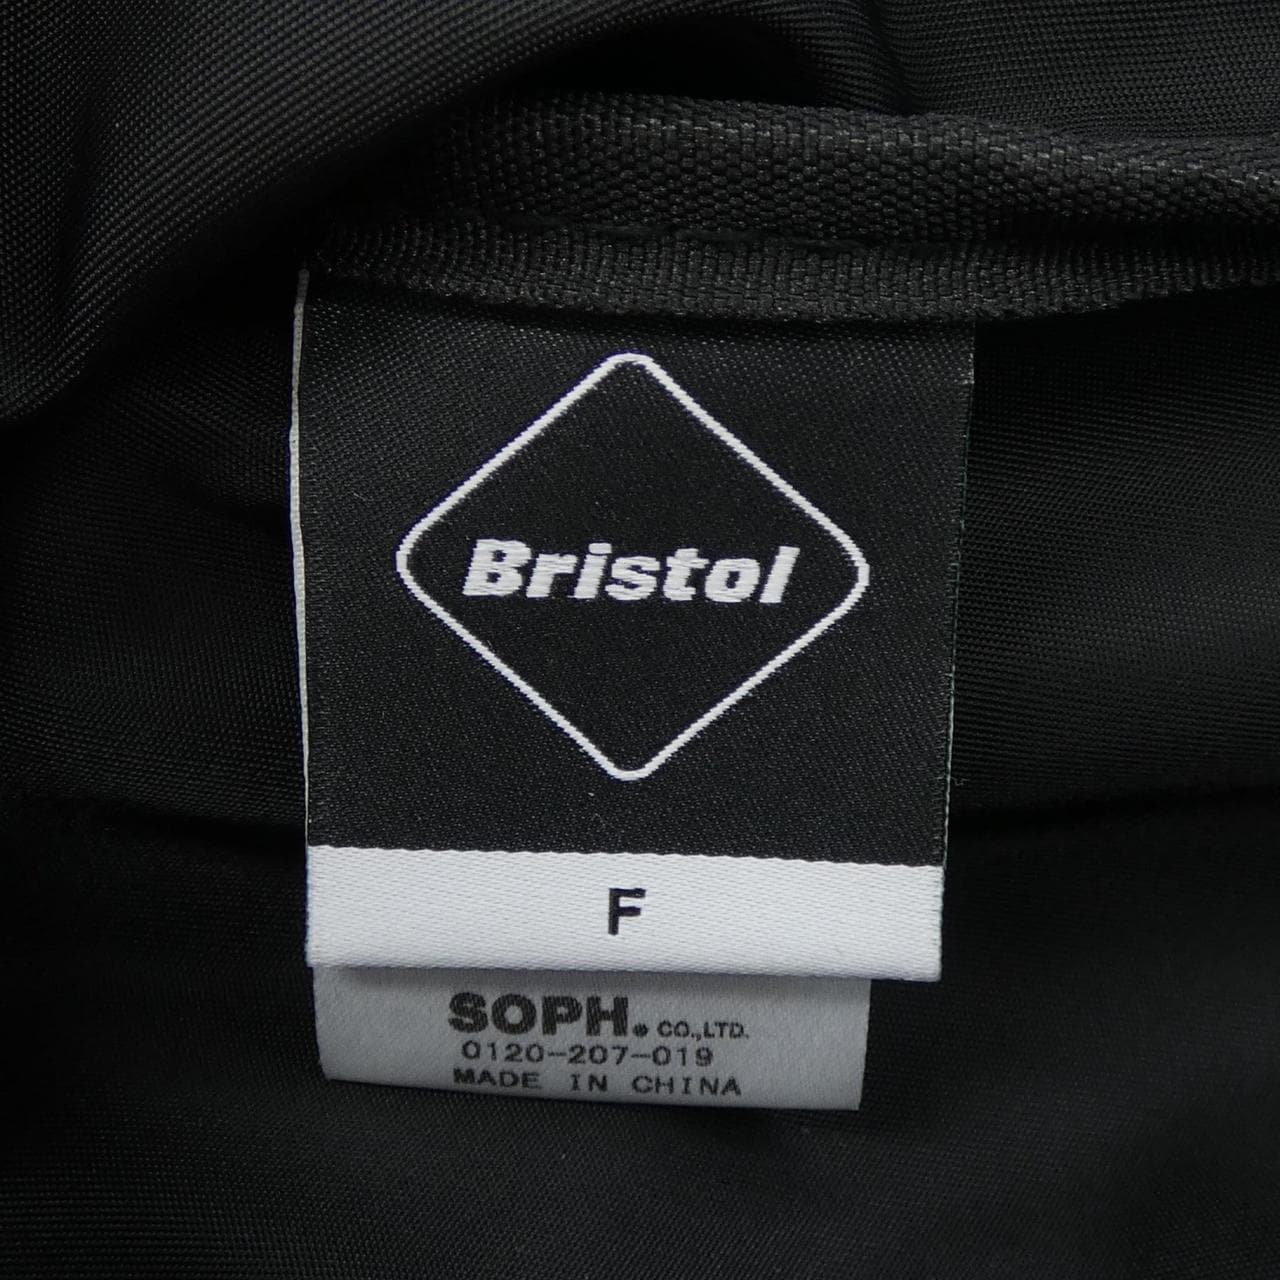 Bristol
F
SOPH. CO.,LTD.
0120-207-019
MADE IN CHINA